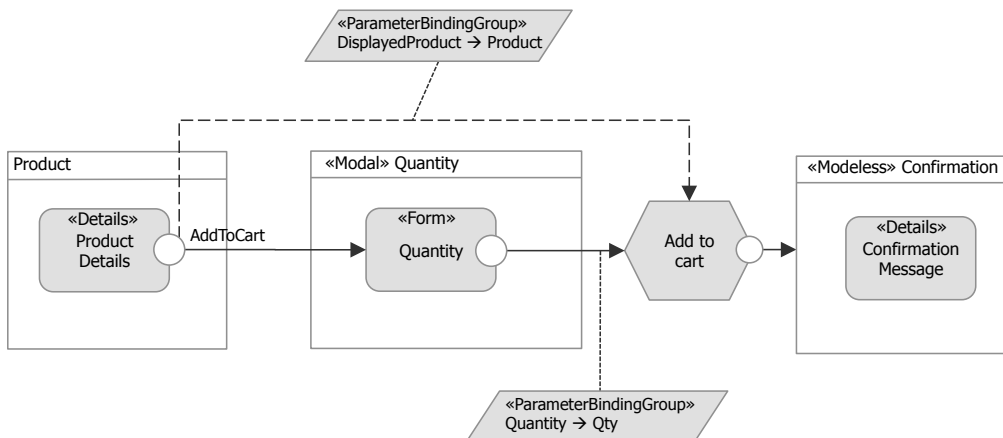 «ParameterBindingGroup»
DisplayedProduct → Product
Product
«Modal» Quantity
«Modeless» Confirmation
«Details»
Product
Details
AddToCart
«Form»
Quantity
Add to
cart
«Details»
Confirmation
Message
«ParameterBindingGroup»
Quantity → Qty